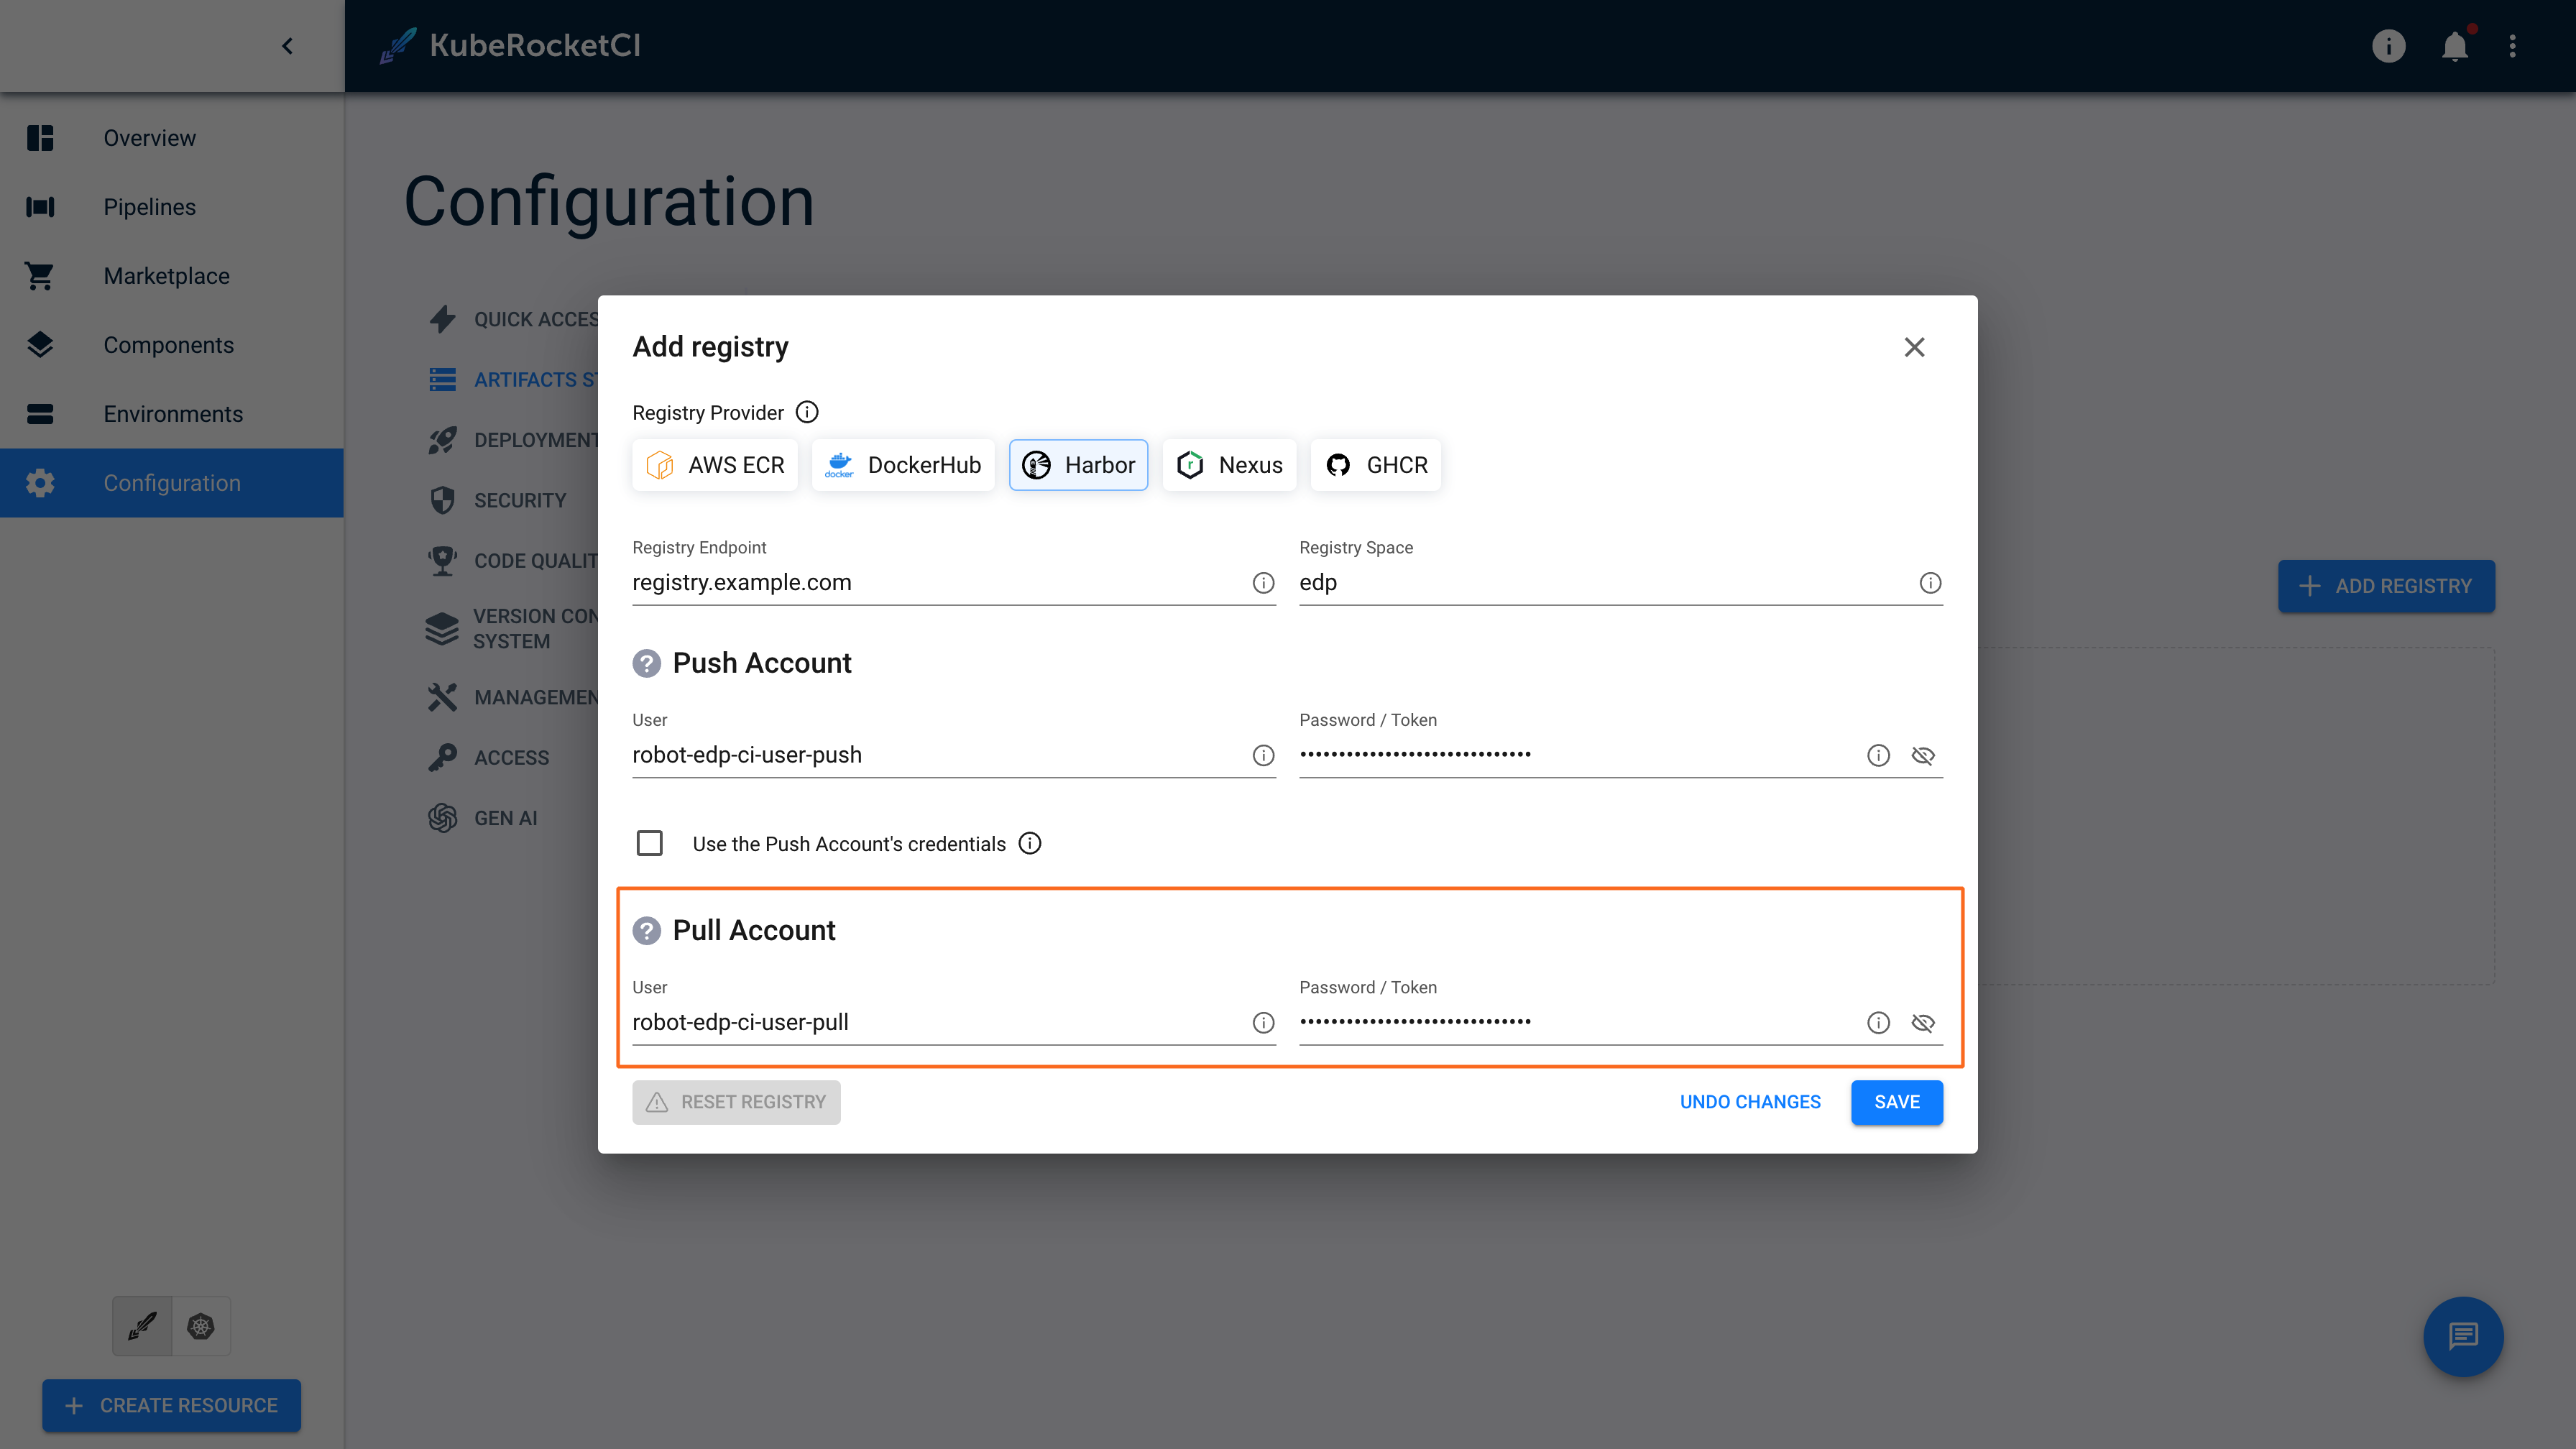 KubeRocketCI
Overview
Pipelines
Marketplace
Components
Environments
Configuration
CREATE RESOURCE
Configuration
QUICK ACCES
ARTIFACTS ST
DEPLOYMENT
SECURITY
CODE QUALIT
VERSION CON
SYSTEM
MANAGEMEN
ACCESS
GEN AI
ADD REGISTRY
Add registry
Registry Provider
AWS ECR
docker
DockerHub
Harbor
Nexus
GHCR
Registry Endpoint
Registry Space
registry.example.com
edp
Push Account
User
Password / Token
robot-edp-ci-user-push
••••••••••••••••••••••••••••••
Use the Push Account's credentials
Pull Account
User
Password / Token
robot-edp-ci-user-pull
••••••••••••••••••••••••••••••
RESET REGISTRY
UNDO CHANGES
SAVE